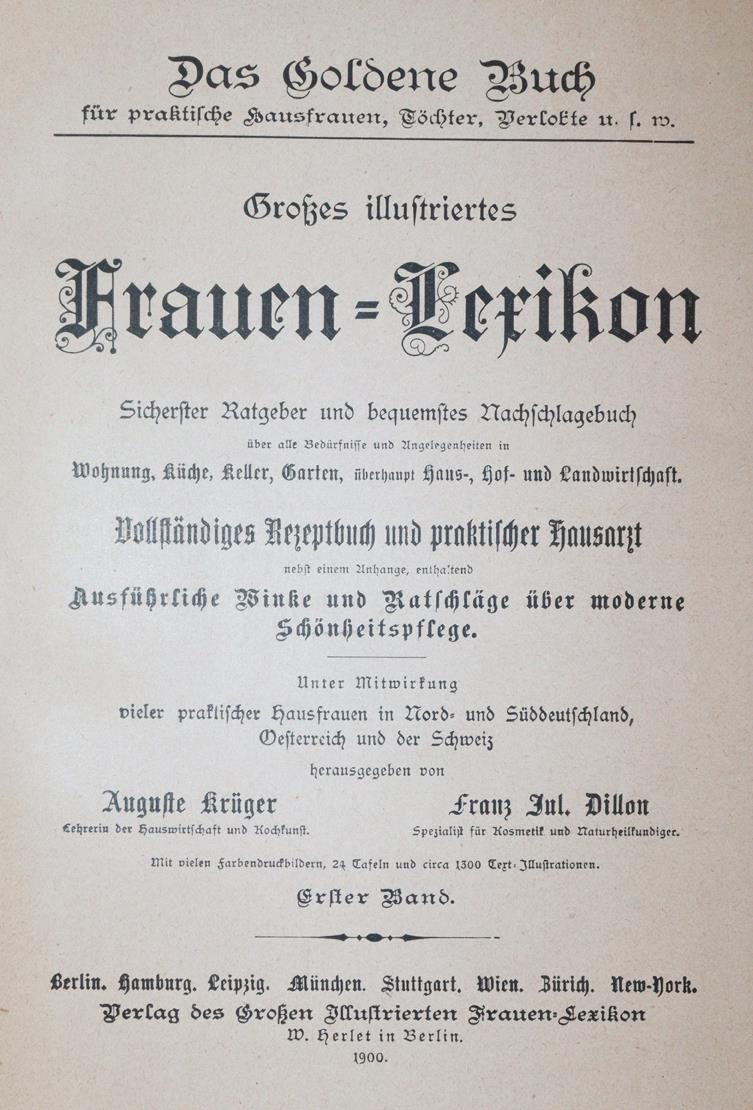 Das Goldene Buch
für praktische Hausfrauen, Töchter, Verlobte u. s. w.
Großes illustriertes
Frauen=Lexikon
Sicherster Ratgeber und bequemstes Nachschlagebuch
über alle Bedürfnisse und Angelegenheiten in
Wohnung, Küche, Keller, Garten, überhaupt Haus-, Hof- und Landwirtschaft.
Vollständiges Rezeptbuch und praktischer Hausarzt
nebst einem Anhange, enthaltend
Ausführliche Winke und Ratschläge über moderne
Schönheitspflege.
Unter Mitwirkung
vieler praktischer Hausfrauen in Nord- und Süddeutschland,
Oesterreich und der Schweiz
herausgegeben von
Auguste Krüger Franz Jul. Dillon
Lehrerin der Hauswirtschaft und Kochkunst. Spezialist für Kosmetik und Naturheilkundiger.
Mit vielen Farbendruckbildern, 24 Tafeln und circa 1300 Text-Illustrationen.
Erster Band.
Berlin. Hamburg. Leipzig. München. Stuttgart. Wien. Zürich. New-York.
Verlag des Großen Illustrierten Frauen=Lexikon
W. Herlet in Berlin.
1900.